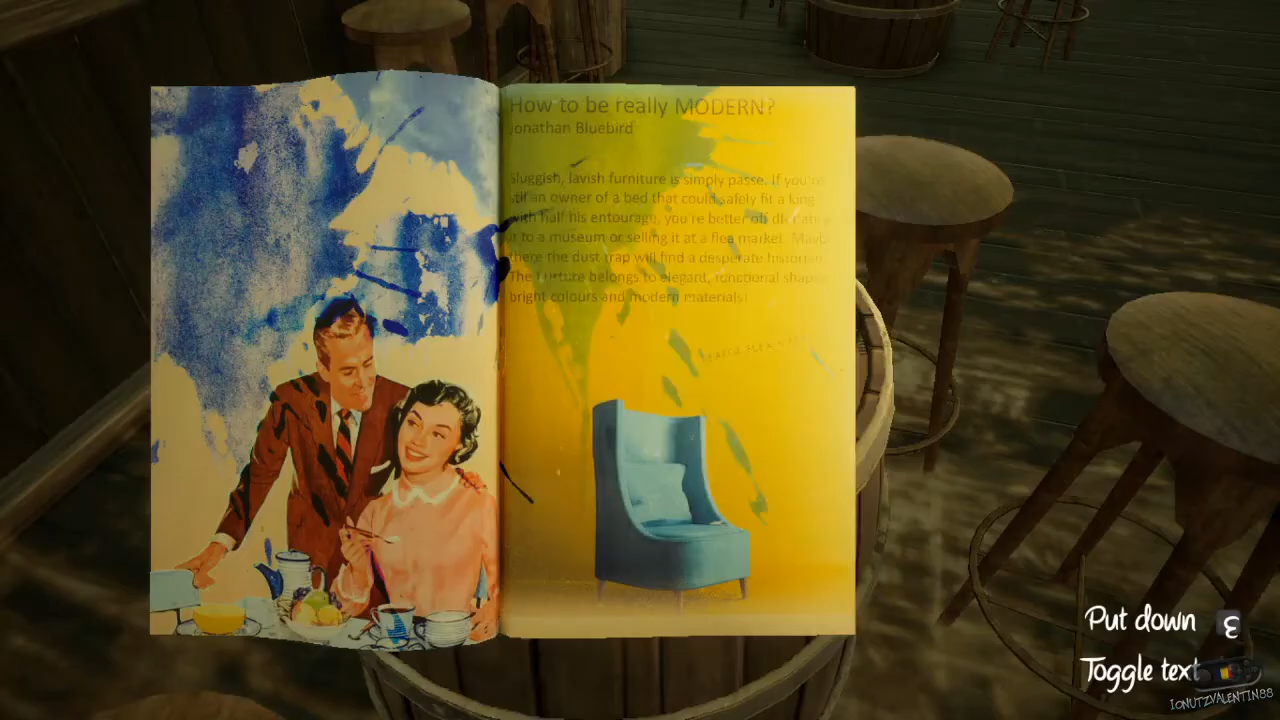 How to be really MODERN?
Jonathan Bluebird
Sluggish, lavish furniture is simply passe. If you're
still an owner of a bed that could safely fit a king
with half his entourage, you're better off
it to a museum or selling it at a flea market. Maybe
there the dust trap will find a desperate historian.
The belongs to elegant, functional shapes,
bright colours and modern materials!
Put down E
Toggle text
IONUTZVALENTIN88